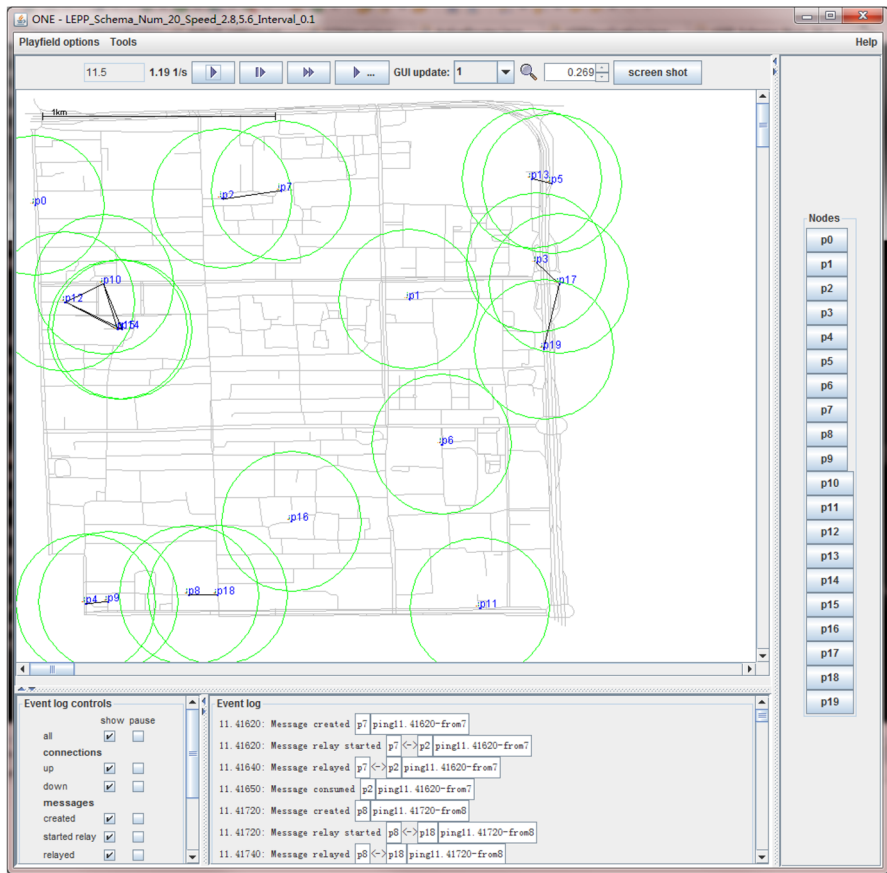 ONE - LEPP_Schema_Num_20_Speed_2.8,5.6_Interval_0.1
Playfield options Tools Help
11.5 1.19 1/s ... GUI update: 1 0.269 screen shot
1km
p13 p5
p2 p7
p0
p3
p10 p17
p12 p1
p19
p6
p16
p8 p18
p4 p9 p11
Nodes
p0
p1
p2
p3
p4
p5
p6
p7
p8
p9
p10
p11
p12
p13
p14
p15
p16
p17
p18
p19
Event log controls
show pause
all
connections
up
down
messages
created
started relay
relayed
Event log
11.41620: Message created p7 ping11.41620-from7
11.41620: Message relay started p7 <-> p2 ping11.41620-from7
11.41640: Message relayed p7 <-> p2 ping11.41620-from7
11.41650: Message consumed p2 ping11.41620-from7
11.41720: Message created p8 ping11.41720-from8
11.41720: Message relay started p8 <-> p18 ping11.41720-from8
11.41740: Message relayed p8 <-> p18 ping11.41720-from8